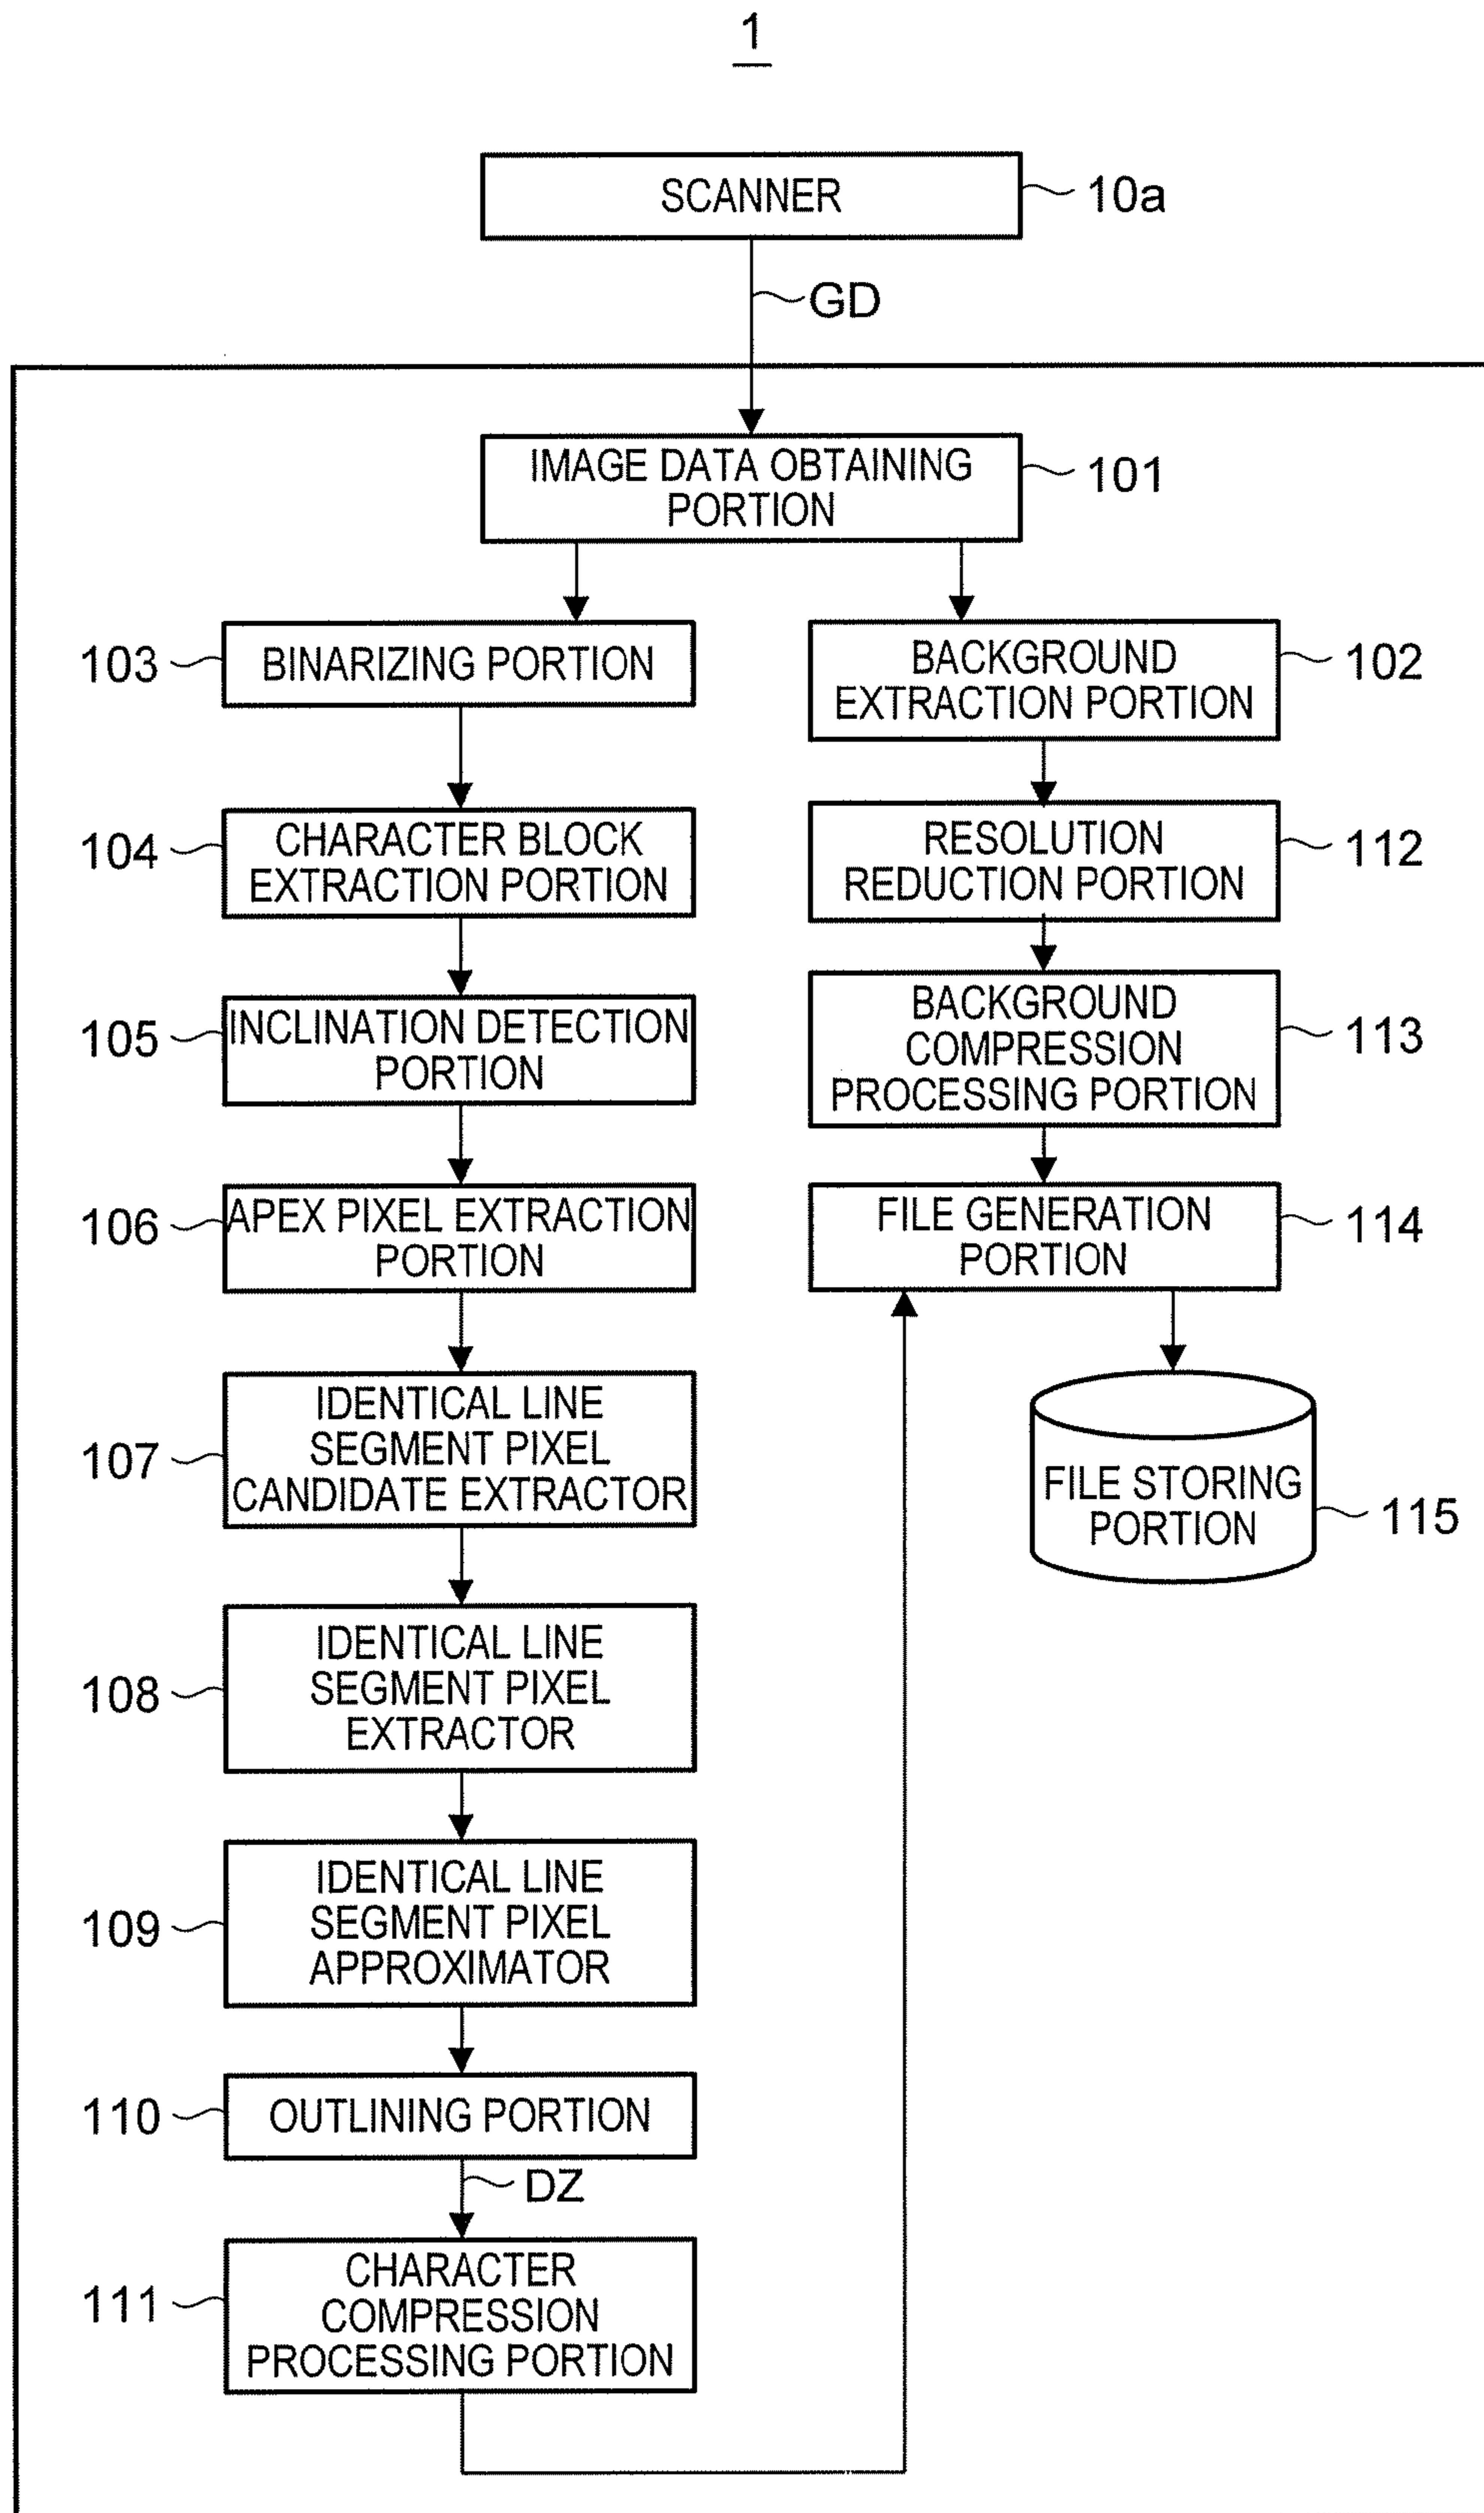 1
SCANNER
10a
GD
IMAGE DATA OBTAINING
PORTION
101
103
BINARIZING PORTION
BACKGROUND
EXTRACTION PORTION
102
104
CHARACTER BLOCK
EXTRACTION PORTION
RESOLUTION
REDUCTION PORTION
112
105
INCLINATION DETECTION
PORTION
BACKGROUND
COMPRESSION
PROCESSING PORTION
113
106
APEX PIXEL EXTRACTION
PORTION
FILE GENERATION
PORTION
114
107
IDENTICAL LINE
SEGMENT PIXEL
CANDIDATE EXTRACTOR
FILE STORING
PORTION
115
108
IDENTICAL LINE
SEGMENT PIXEL
EXTRACTOR
109
IDENTICAL LINE
SEGMENT PIXEL
APPROXIMATOR
110
OUTLINING PORTION
DZ
111
CHARACTER
COMPRESSION
PROCESSING PORTION